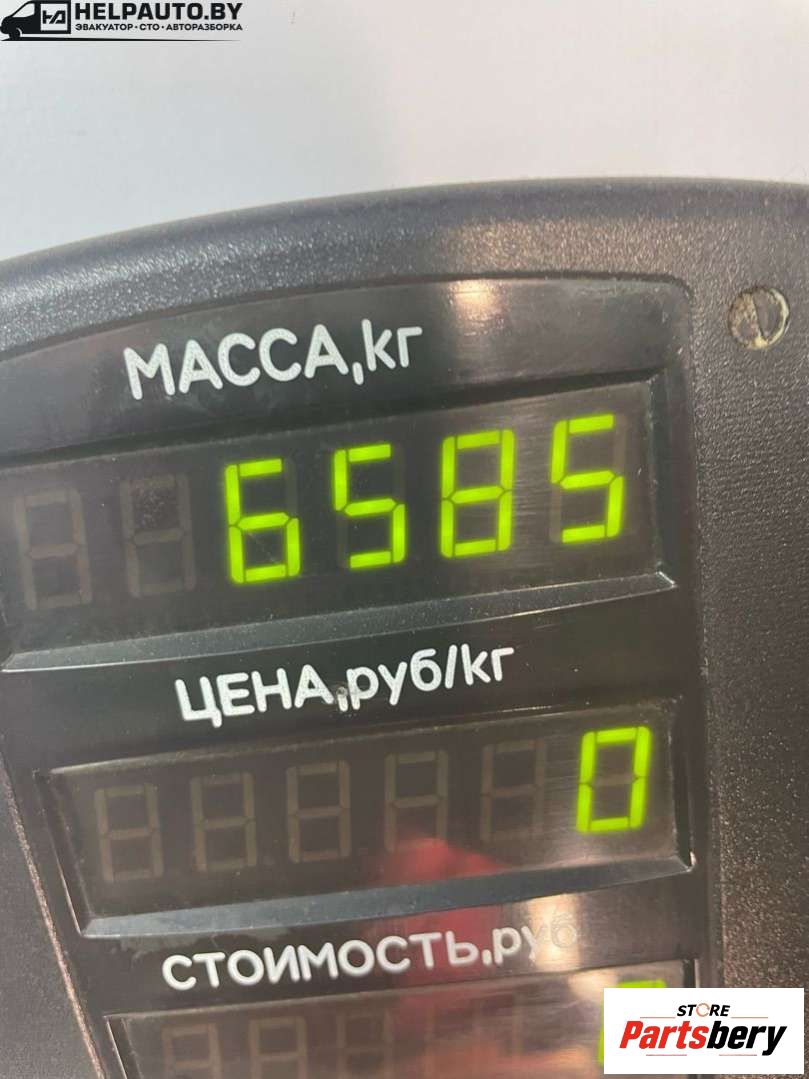 HELPAUTO.BY
ЭВАКУАТОР•СТО•АВТОРАЗБОРКА
МАССА,кг
6585
ЦЕНА,руб/кг
0
СТОИМОСТЬ,руб
STORE
Partsbery